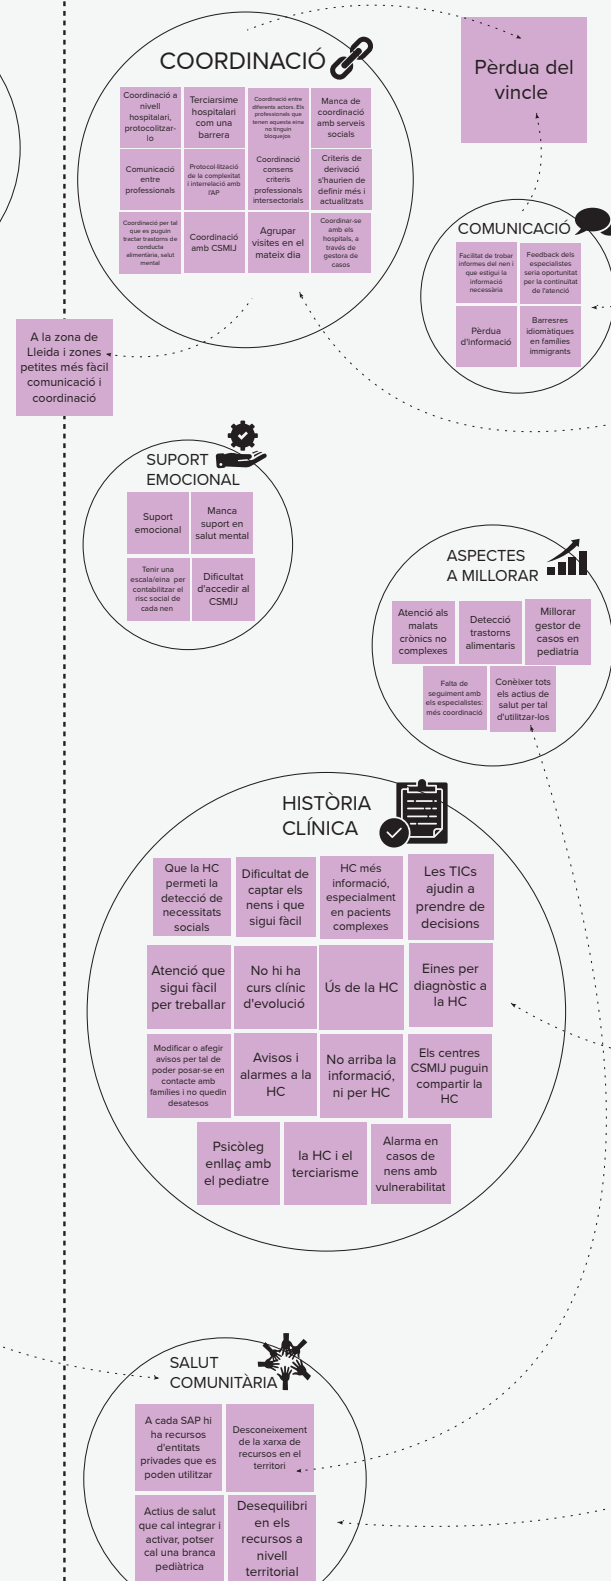 COORDINACIÓ
Coordinació a
nivell
hospitalari,
protocolitzar-
lo
Terciarsime
hospitalari
com una
barrera
Coordinació entre
diferents actors. Els
professionals que
tenen aquesta eina
no tinguin
bloquejos
Manca de
coordinació
amb serveis
socials
Comunicació
entre
professionals
Protocol·lització
de la complexitat
i interrelació amb
l'AP
Coordinació
consens
criteris
professionals
intersectorials
Criteris de
derivació
s'haurien de
definir més i
actualitzats
Coordinació per tal
que es puguin
tractar trastorns de
conducta
alimentària, salut
mental
Coordinació
amb CSMIJ
Agrupar
visites en el
mateix dia
Coordinar-se
amb els
hospitals, a
través de
gestora de
casos
Pèrdua del
vincle
COMUNICACIÓ
Facilitat de trobar
informes del nen i
que estigui la
informació
necessària
Feedback dels
especialistes
seria oportunitat
per la continuïtat
de l'atenció
Pèrdua
d'informació
Barresres
idiomàtiques
en famílies
immigrants
A la zona de
Lleida i zones
petites més fàcil
comunicació i
coordinació
SUPORT
EMOCIONAL
Suport
emocional
Manca
suport en
salut mental
Tenir una
escala/eina per
contabilitzar el
risc social de
cada nen
Dificultat
d'accedir al
CSMIJ
ASPECTES
A MILLORAR
Atenció als
malats
crònics no
complexes
Detecció
trastorns
alimentaris
Millorar
gestor de
casos en
pediatria
Falta de
seguiment amb
els especialistes:
més coordinació
Conèixer tots
els actius de
salut per tal
d'utilitzar-los
HISTÒRIA
CLÍNICA
Que la HC
permeti la
detecció de
necessitats
socials
Dificultat de
captar els
nens i que
sigui fàcil
HC més
informació,
especialment
en pacients
complexes
Les TICs
ajudin a
prendre de
decisions
Atenció que
sigui fàcil
per treballar
No hi ha
curs clínic
d'evolució
Ús de la HC
Eines per
diagnòstic a
la HC
Modificar o afegir
avisos per tal de
poder posar-se en
contacte amb
famílies i no quedin
desatesos
Avisos i
alarmes a la
HC
No arriba la
informació,
ni per HC
Els centres
CSMIJ puguin
compartir la
HC
Psicòleg
enllaç amb
el pediatre
la HC i el
terciarisme
Alarma en
casos de
nens amb
vulnerabilitat
SALUT
COMUNITÀRIA
A cada SAP hi
ha recursos
d'entitats
privades que es
poden utilitzar
Desconeixement
de la xarxa de
recursos en el
territori
Actius de salut
que cal integrar i
activar, potser
cal una branca
pediàtrica
Desequilibri
en els
recursos a
nivell
territorial